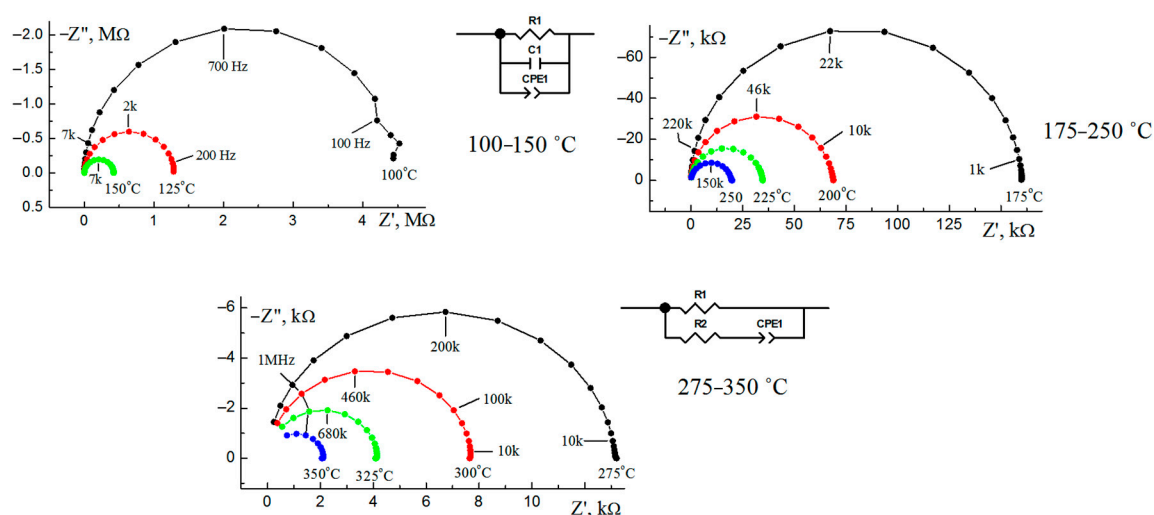 −Z'', MΩ
-2.0
-1.5
-1.0
-0.5
0.0
0.5
700 Hz
7k
2k
100 Hz
200 Hz
7k
150°C
125°C
100°C
0
1
2
3
4
Z', MΩ
R1
C1
CPE1
100–150 °C
−Z'', kΩ
-60
-40
-20
0
22k
46k
220k
10k
150k
1k
250
225°C
200°C
175°C
0
25
50
75
100
125
Z', kΩ
175–250 °C
−Z'', kΩ
-6
-4
-2
0
1MHz
200k
460k
100k
680k
10k
10k
350°C
325°C
300°C
275°C
0
2
4
6
8
10
Z', kΩ
R1
R2
CPE1
275–350 °C